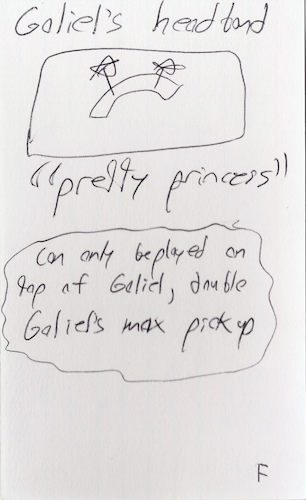 Galiel's headband
"pretty princess"
Can only be played on
top of Galiel, double
Galiel's max pickup
F